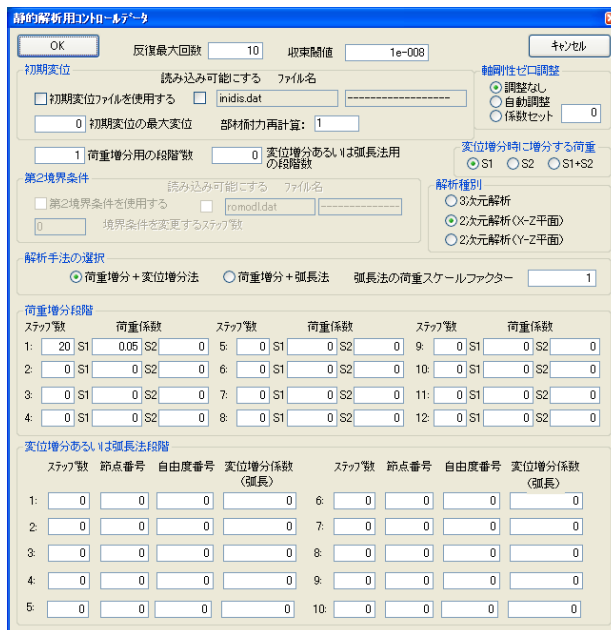 静的解析用コントロールデータ
OK 反復最大回数 10 収束閾値 1e-008 キャンセル
初期変位 読み込み可能にする ファイル名
初期変位ファイルを使用する inidis.dat ---------------
0 初期変位の最大変位 部材耐力再計算: 1
軸剛性ゼロ調整
調整なし
自動調整
係数セット 0
1 荷重増分用の段階数 0 変位増分あるいは弧長法用の段階数
変位増分時に増分する荷重
S1 S2 S1+S2
第2境界条件 読み込み可能にする ファイル名
第2境界条件を使用する romodl.dat --------------
0 境界条件を変更するステップ数
解析種別
3次元解析
2次元解析(X-Z平面)
2次元解析(Y-Z平面)
解析手法の選択
荷重増分+変位増分法 荷重増分+弧長法 弧長法の荷重スケールファクター 1
荷重増分段階
ステップ数 荷重係数 ステップ数 荷重係数 ステップ数 荷重係数
1: 20 S1 0.05 S2 0 5: 0 S1 0 S2 0 9: 0 S1 0 S2 0
2: 0 S1 0 S2 0 6: 0 S1 0 S2 0 10: 0 S1 0 S2 0
3: 0 S1 0 S2 0 7: 0 S1 0 S2 0 11: 0 S1 0 S2 0
4: 0 S1 0 S2 0 8: 0 S1 0 S2 0 12: 0 S1 0 S2 0
変位増分あるいは弧長法段階
ステップ数 節点番号 自由度番号 変位増分係数 ステップ数 節点番号 自由度番号 変位増分係数
(弧長) (弧長)
1: 0 0 0 0 6: 0 0 0 0
2: 0 0 0 0 7: 0 0 0 0
3: 0 0 0 0 8: 0 0 0 0
4: 0 0 0 0 9: 0 0 0 0
5: 0 0 0 0 10: 0 0 0 0